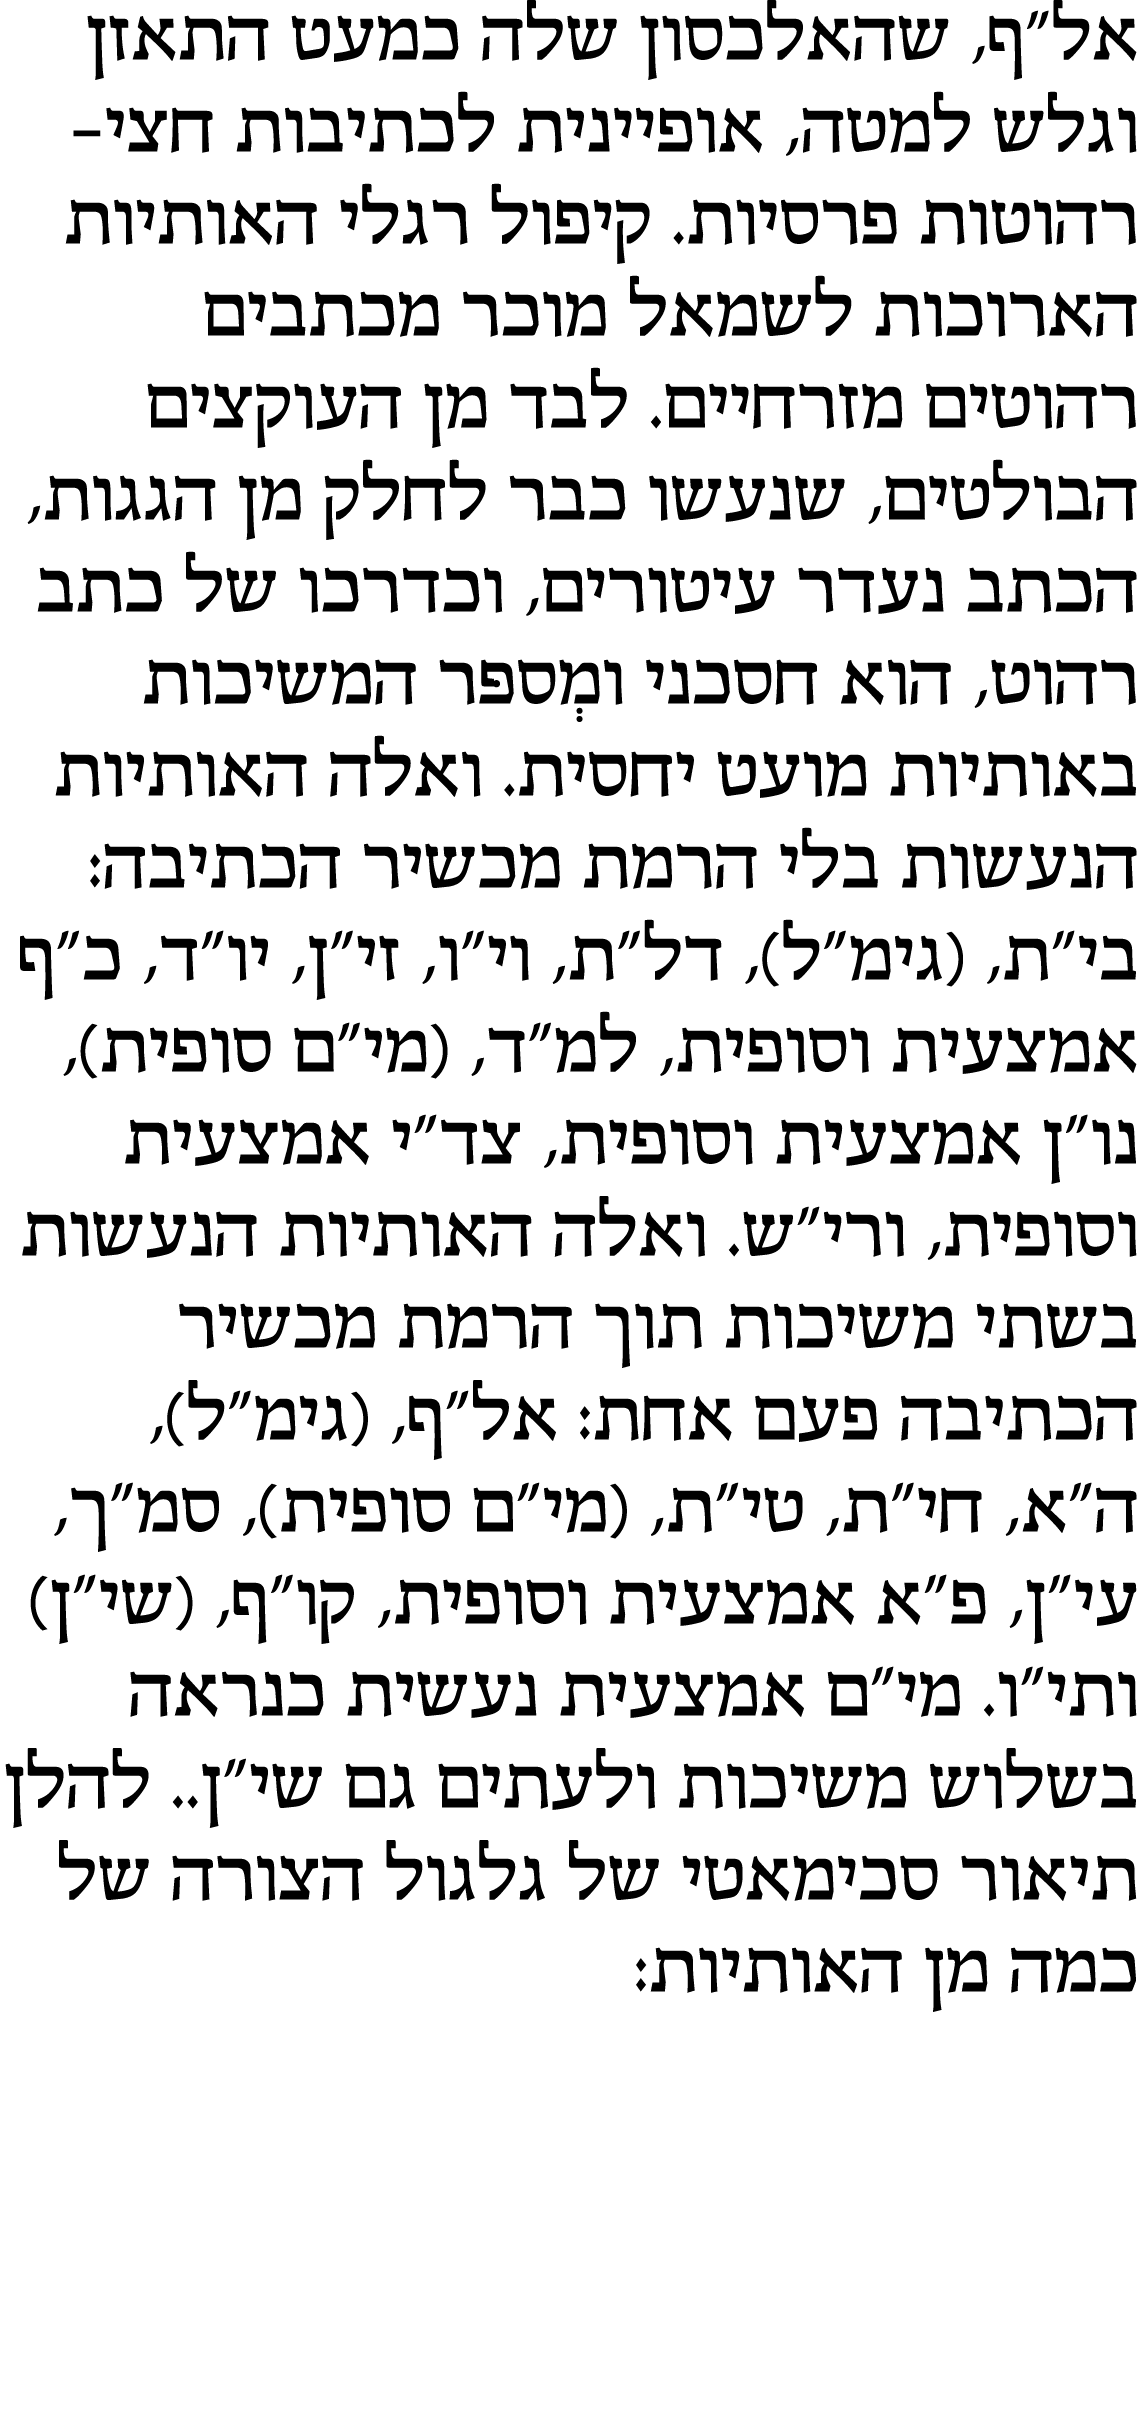 אל"ף, שהאלכסון שלה כמעט התאזן
וגלש למטה, אופיינית לכתיבות חצי-
רהוטות פרסיות. קיפול רגלי האותיות
הארוכות לשמאל מוכר מכתבים
רהוטים מזרחיים. לבד מן העוקצים
הבולטים, שנעשו כבר לחלק מן הגגות,
הכתב נעדר עיטורים, וכדרכו של כתב
רהוט, הוא חסכני ומְספּר המשיכות
באותיות מועט יחסית. ואלה האותיות
הנעשות בלי הרמת מכשיר הכתיבה:
בי"ת, (גימ"ל), דל"ת, וי"ו, זי"ן, יו"ד, כ"ף
אמצעית וסופית, למ"ד, (מי"ם סופית),
נו"ן אמצעית וסופית, צד"י אמצעית
וסופית, ורי"ש. ואלה האותיות הנעשות
בשתי משיכות תוך הרמת מכשיר
הכתיבה פעם אחת: אל"ף, (גימ"ל),
ה"א, חי"ת, טי"ת, (מי"ם סופית), סמ"ך,
עי"ן, פ"א אמצעית וסופית, קו"ף, (שי"ן)
ותי"ו. מי"ם אמצעית נעשית כנראה
בשלוש משיכות ולעתים גם שי"ן.. להלן
תיאור סכימאטי של גלגול הצורה של
כמה מן האותיות: